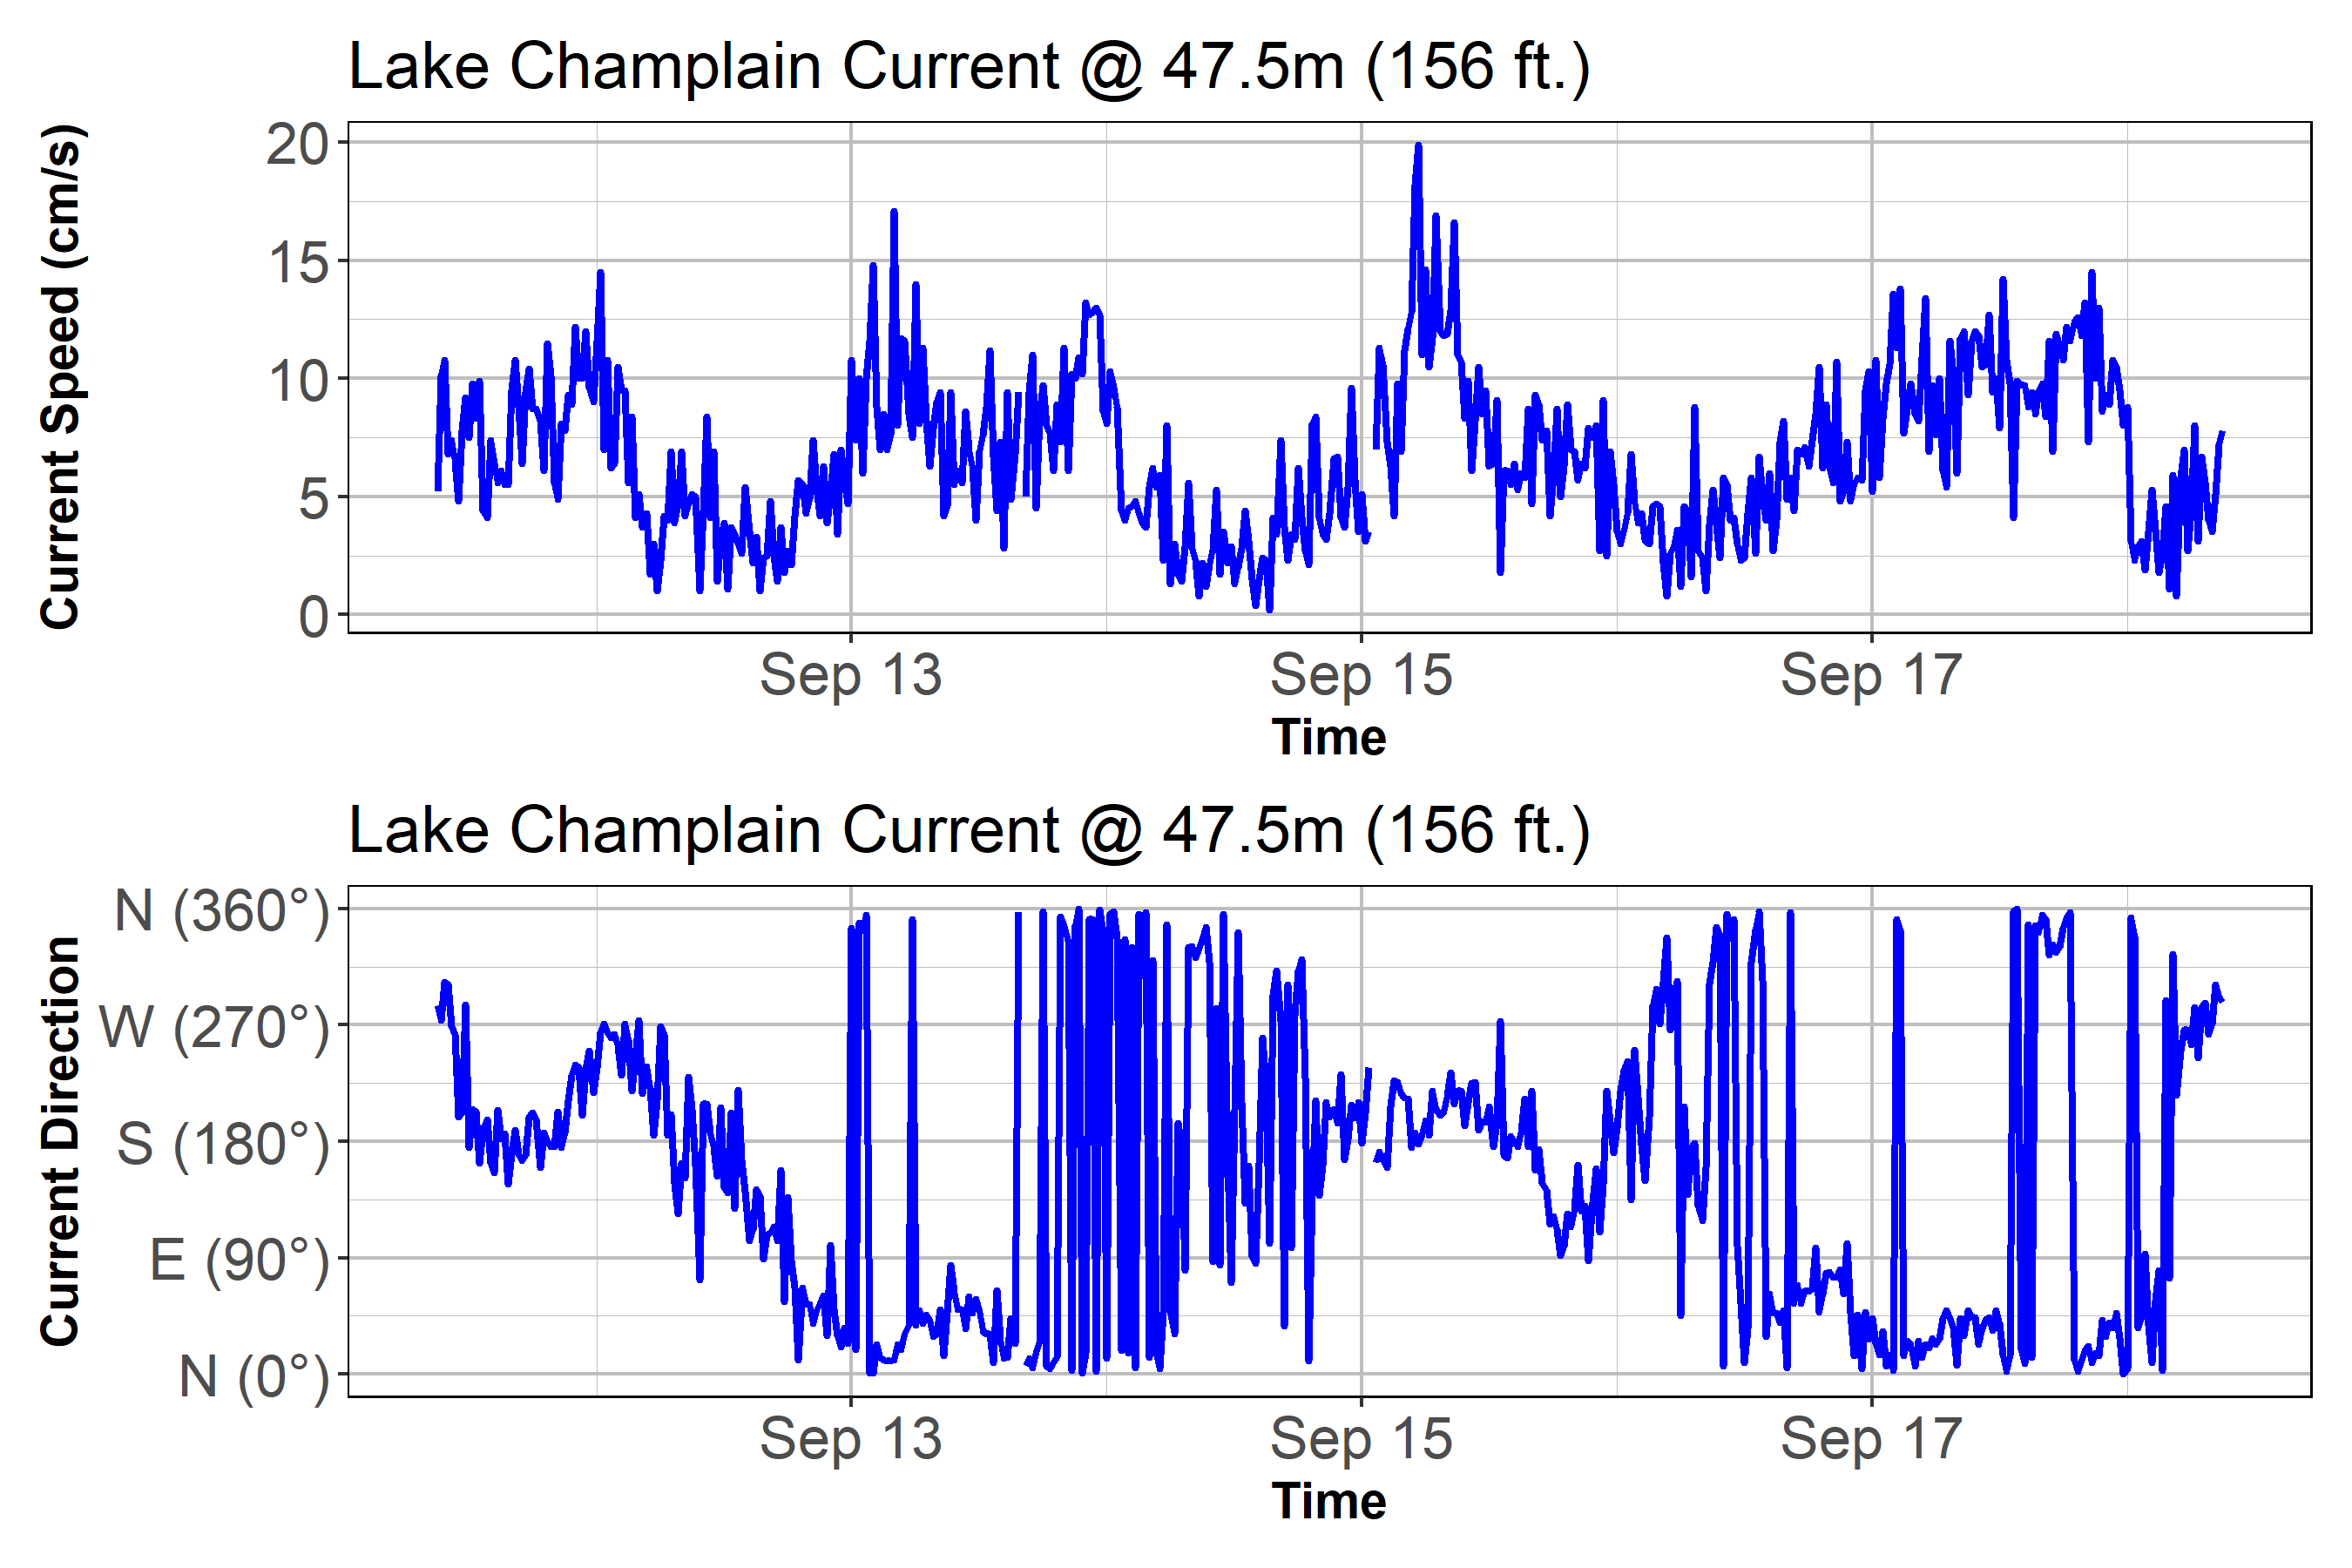 Lake Champlain Current @ 47.5m (156 ft.)
Current Speed (cm/s)
20
15
10
5
0
Sep 13 Sep 15 Sep 17
Time
Lake Champlain Current @ 47.5m (156 ft.)
Current Direction
N (360°)
W (270°)
S (180°)
E (90°)
N (0°)
Sep 13 Sep 15 Sep 17
Time